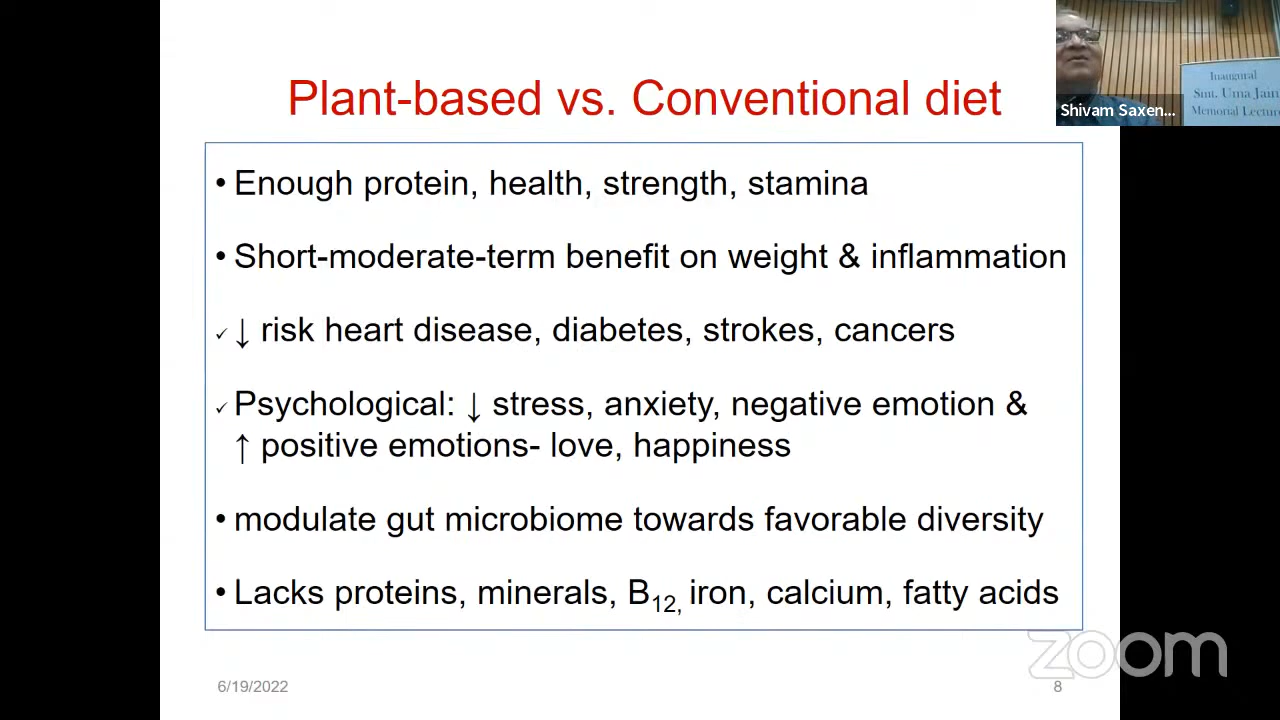 Plant-based vs. Conventional diet
• Enough protein, health, strength, stamina
• Short-moderate-term benefit on weight & inflammation
✓ ↓ risk heart disease, diabetes, strokes, cancers
✓ Psychological: ↓ stress, anxiety, negative emotion &
↑ positive emotions- love, happiness
• modulate gut microbiome towards favorable diversity
• Lacks proteins, minerals, B12, iron, calcium, fatty acids
6/19/2022
8
zoom
Inaugural
Smt. Uma Jain
Memorial Lecture
Shivam Saxen...